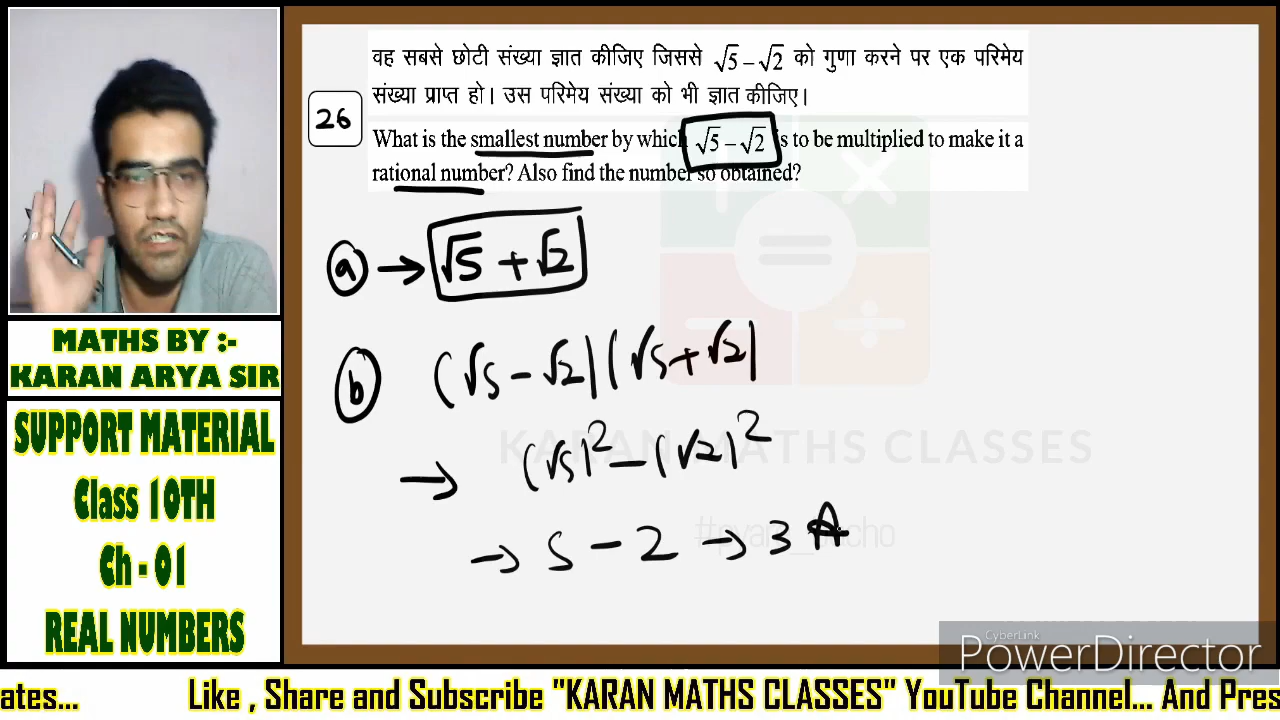 वह सबसे छोटी संख्या ज्ञात कीजिए जिससे √5 – √2 को गुणा करने पर एक परिमेय
संख्या प्राप्त हो। उस परिमेय संख्या को भी ज्ञात कीजिए।
26
What is the smallest number by which √5 – √2 is to be multiplied to make it a
rational number? Also find the number so obtained?
a → √5 + √2
b (√5 – √2)(√5 + √2)
→ (√5)² – (√2)²
→ 5 – 2 → 3 A
KARAN MATHS CLASSES
MATHS BY :-
KARAN ARYA SIR
SUPPORT MATERIAL
Class 10TH
Ch - 01
REAL NUMBERS
CyberLink
PowerDirector
ates... Like , Share and Subscribe "KARAN MATHS CLASSES" YouTube Channel... And Pres